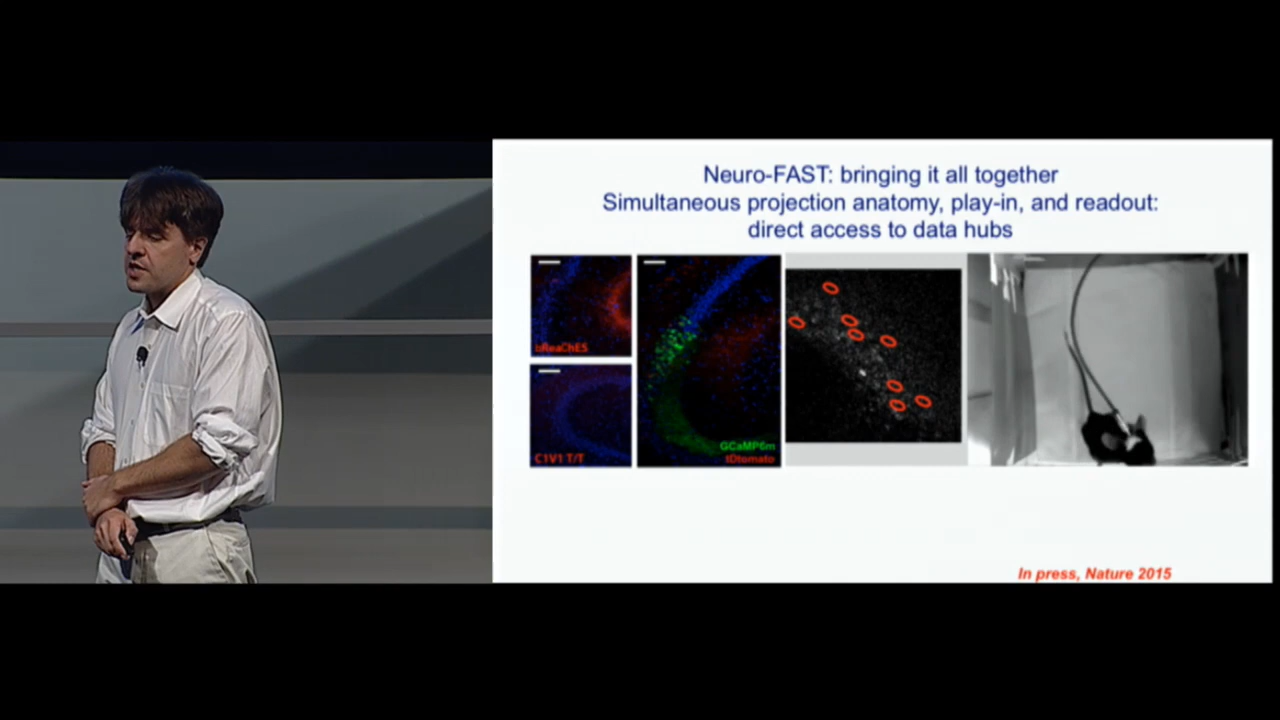 Neuro-FAST: bringing it all together
Simultaneous projection anatomy, play-in, and readout:
direct access to data hubs
bReaChES
C1V1 T/T
GCaMP6m
tDtomato
In press, Nature 2015